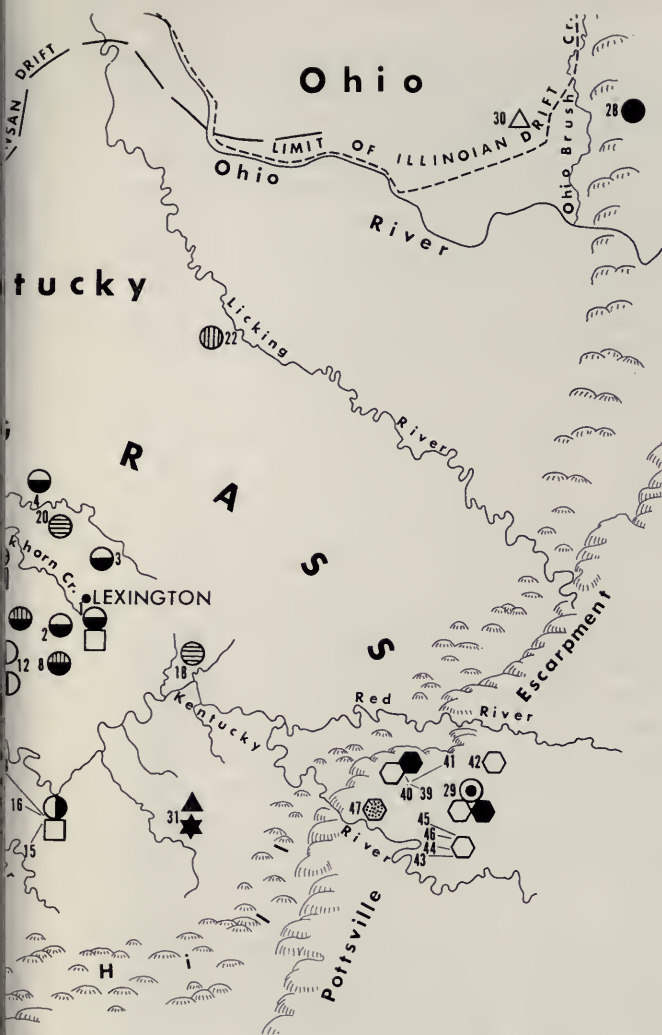 Ohio
Ohio Brush Cr.
DRIFT
LIMIT OF ILLINOIAN DRIFT
30
28
Ohio
River
tucky
Licking
River
22
R A S S
4
20
horn Cr.
3
1
LEXINGTON
2
12
8
18
Kentucky
River
Red River
Escarpment
16
15
31
41
42
40 39
29
47
45
46
44
43
Pottsville
H i l l